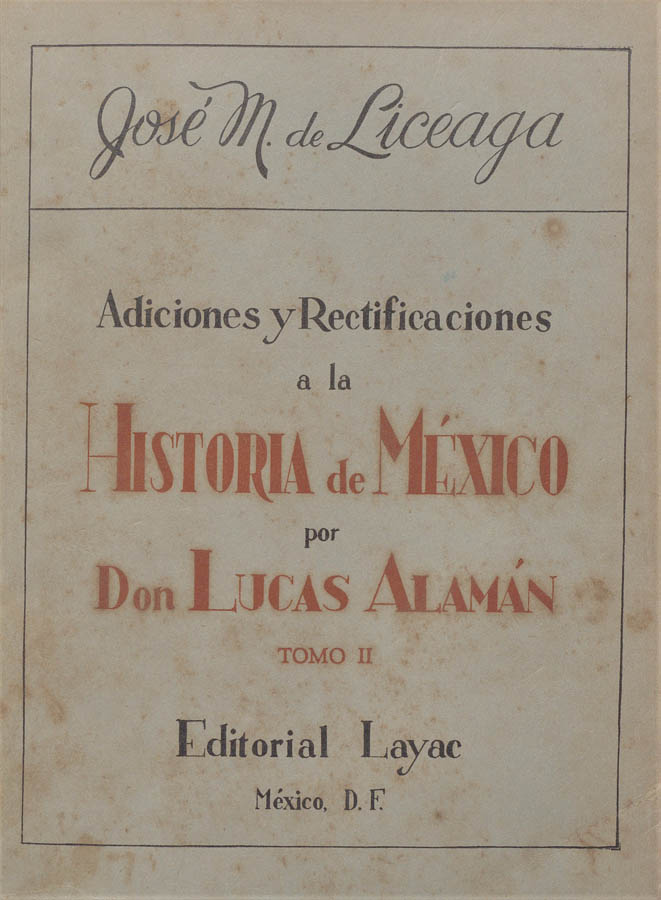 José M. de Liceaga
Adiciones y Rectificaciones
a la
HISTORIA de MÉXICO
por
Don LUCAS ALAMÁN
TOMO II
Editorial Layac
México, D. F.